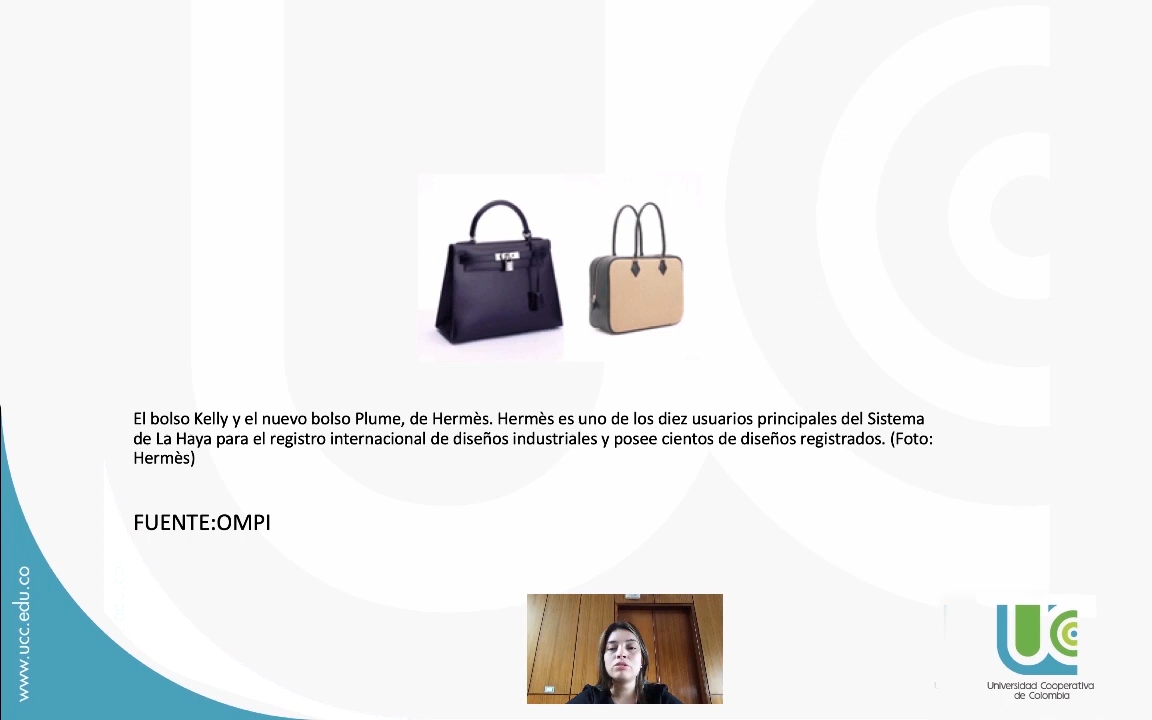 El bolso Kelly y el nuevo bolso Plume, de Hermès. Hermès es uno de los diez usuarios principales del Sistema
de La Haya para el registro internacional de diseños industriales y posee cientos de diseños registrados. (Foto:
Hermès)
FUENTE:OMPI
www.ucc.edu.co
Universidad Cooperativa
de Colombia